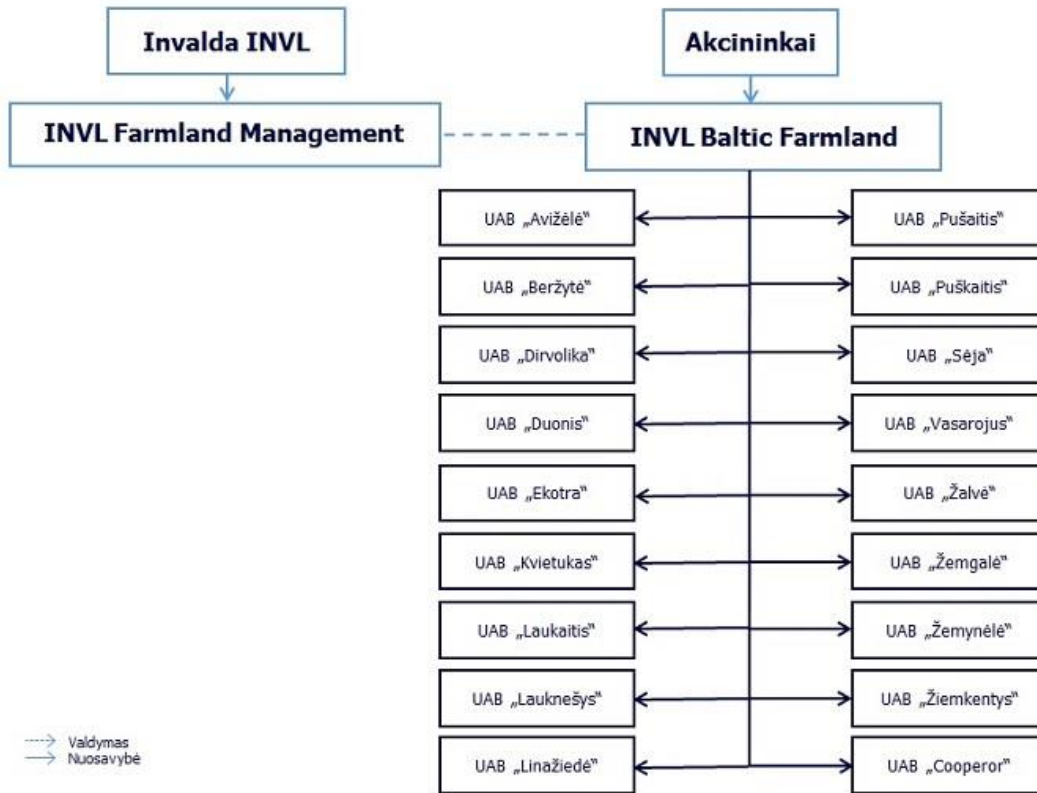 Invalda INVL
Akcininkai
INVL Farmland Management
INVL Baltic Farmland
UAB „Avižėlė“
UAB „Pušaitis“
UAB „Beržytė“
UAB „Puškaitis“
UAB „Dirvolika“
UAB „Sėja“
UAB „Duonis“
UAB „Vasarojus“
UAB „Ekotra“
UAB „Žalvė“
UAB „Kvietukas“
UAB „Žemgalė“
UAB „Laukaitis“
UAB „Žemynėlė“
UAB „Lauknešys“
UAB „Žiemkentys“
UAB „Linažiedė“
UAB „Cooperor“
Valdymas
Nuosavybė